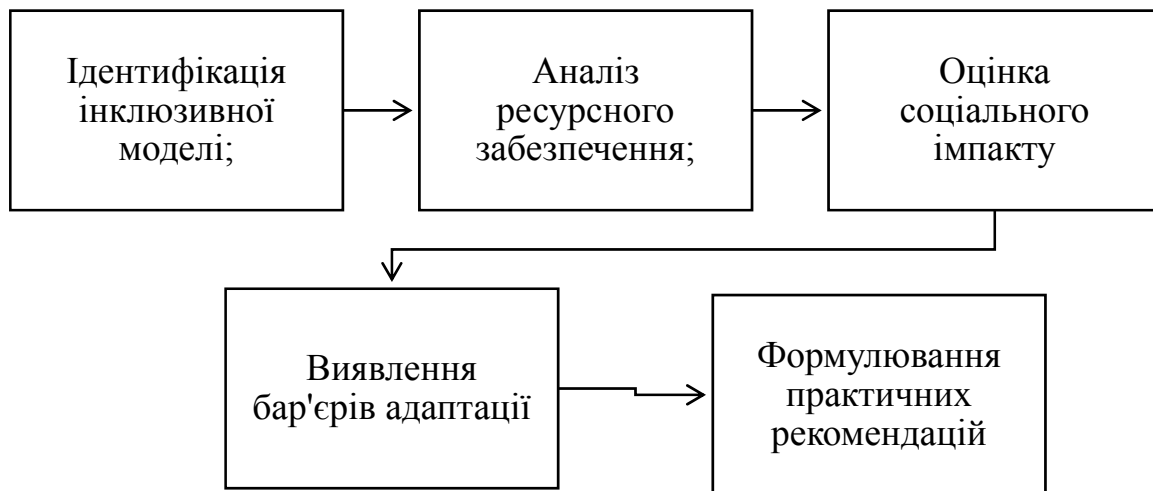 Ідентифікація
інклюзивної
моделі;
Аналіз
ресурсного
забезпечення;
Оцінка
соціального
імпакту
Виявлення
бар'єрів адаптації
Формулювання
практичних
рекомендацій